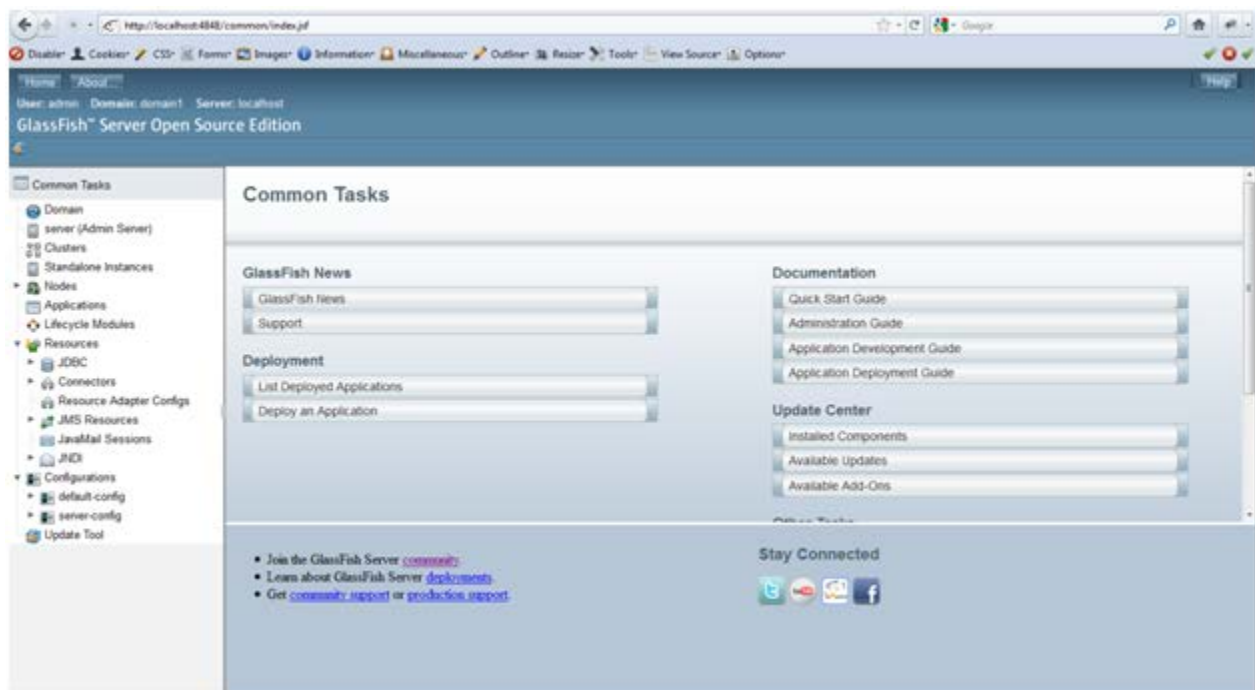 http://localhost:4848/common/index.jsf
Google
Disable Cookies CSS Forms Images Information Miscellaneous Outline Resize Tools View Source Options
Home About... Help
User: admin Domain: domain1 Server: localhost
GlassFish™ Server Open Source Edition
Common Tasks
Domain
server (Admin Server)
Clusters
Standalone Instances
Nodes
Applications
Lifecycle Modules
Resources
JDBC
Connectors
Resource Adapter Configs
JMS Resources
JavaMail Sessions
JNDI
Configurations
default-config
server-config
Update Tool
Common Tasks
GlassFish News
GlassFish News
Support
Deployment
List Deployed Applications
Deploy an Application
Documentation
Quick Start Guide
Administration Guide
Application Development Guide
Application Deployment Guide
Update Center
Installed Components
Available Updates
Available Add-Ons
Other Tasks
Join the GlassFish Server community.
Learn about GlassFish Server deployments.
Get community support or production support.
Stay Connected